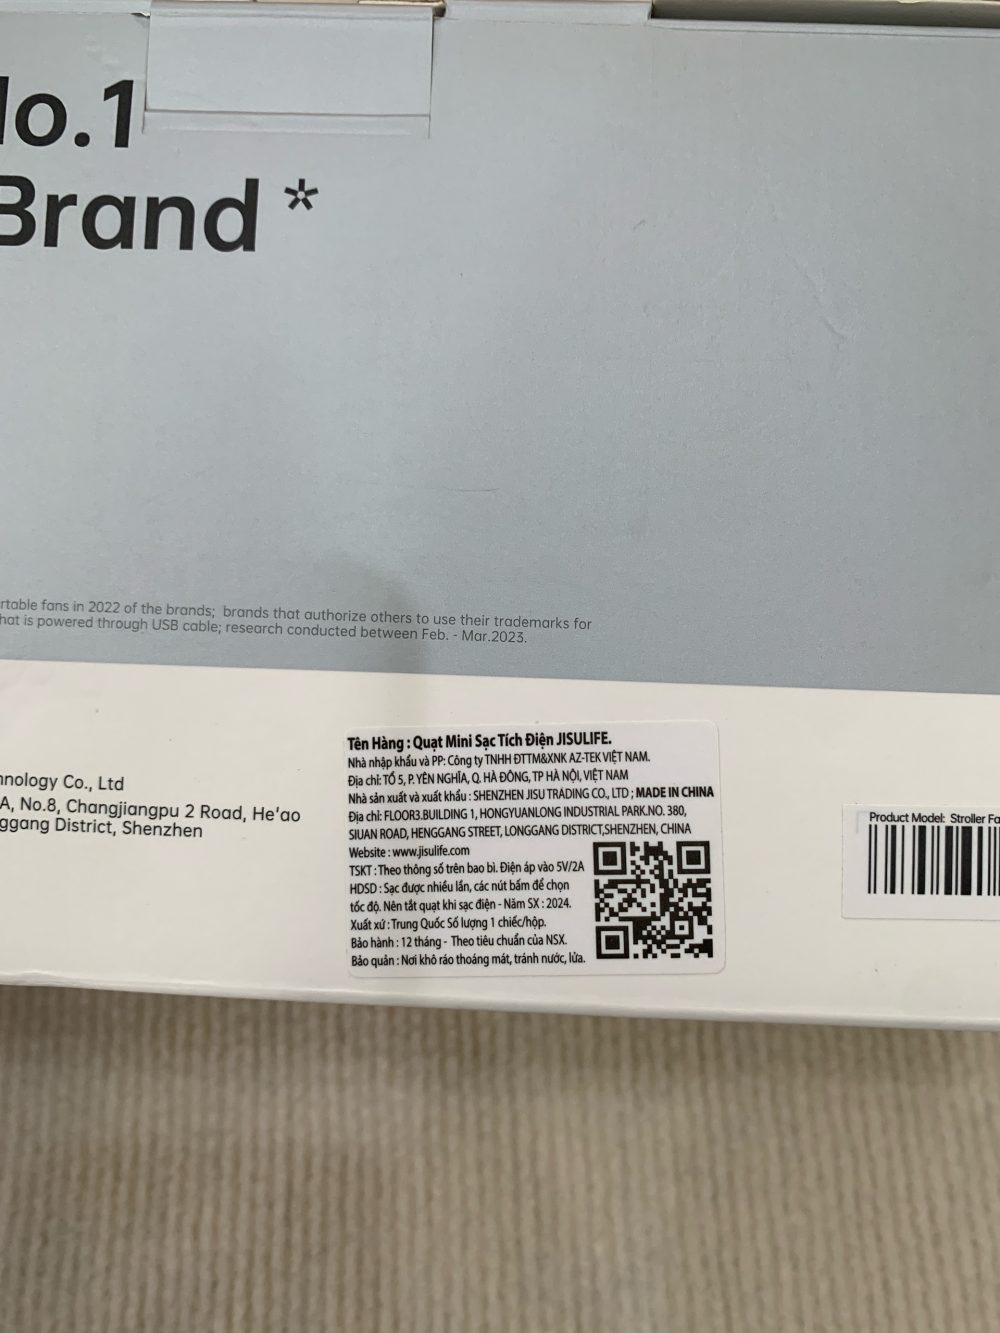 No.1
Brand *
rtable fans in 2022 of the brands; brands that authorize others to use their trademarks for
hat is powered through USB cable; research conducted between Feb. - Mar.2023.
hnology Co., Ltd
A, No.8, Changjiangpu 2 Road, He'ao
ggang District, Shenzhen
Tên Hàng : Quạt Mini Sạc Tích Điện JISULIFE.
Nhà nhập khẩu và PP: Công ty TNHH ĐTTM&XNK AZ-TEK VIỆT NAM.
Địa chỉ: TỔ 5, P. YÊN NGHĨA, Q. HÀ ĐÔNG, TP HÀ NỘI, VIỆT NAM
Nhà sản xuất và xuất khẩu : SHENZHEN JISU TRADING CO., LTD ; MADE IN CHINA
Địa chỉ: FLOOR3.BUILDING 1, HONGYUANLONG INDUSTRIAL PARK.NO. 380,
SIUAN ROAD, HENGGANG STREET, LONGGANG DISTRICT,SHENZHEN, CHINA
Website : www.jisulife.com
TSKT : Theo thông số trên bao bì. Điện áp vào 5V/2A
HDSD : Sạc được nhiều lần, các nút bấm để chọn
tốc độ. Nên tắt quạt khi sạc điện - Năm SX : 2024.
Xuất xứ : Trung Quốc Số lượng 1 chiếc/hộp.
Bảo hành : 12 tháng - Theo tiêu chuẩn của NSX.
Bảo quản : Nơi khô ráo thoáng mát, tránh nước, lửa.
Product Model: Stroller Fa